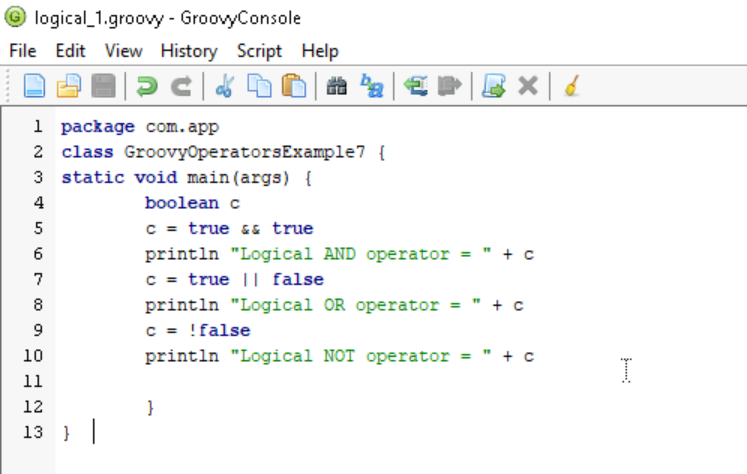 logical_1.groovy - GroovyConsole
File Edit View History Script Help
1 package com.app
2 class GroovyOperatorsExample7 {
3 static void main(args) {
4 boolean c
5 c = true && true
6 println "Logical AND operator = " + c
7 c = true || false
8 println "Logical OR operator = " + c
9 c = !false
10 println "Logical NOT operator = " + c
11
12 }
13 }